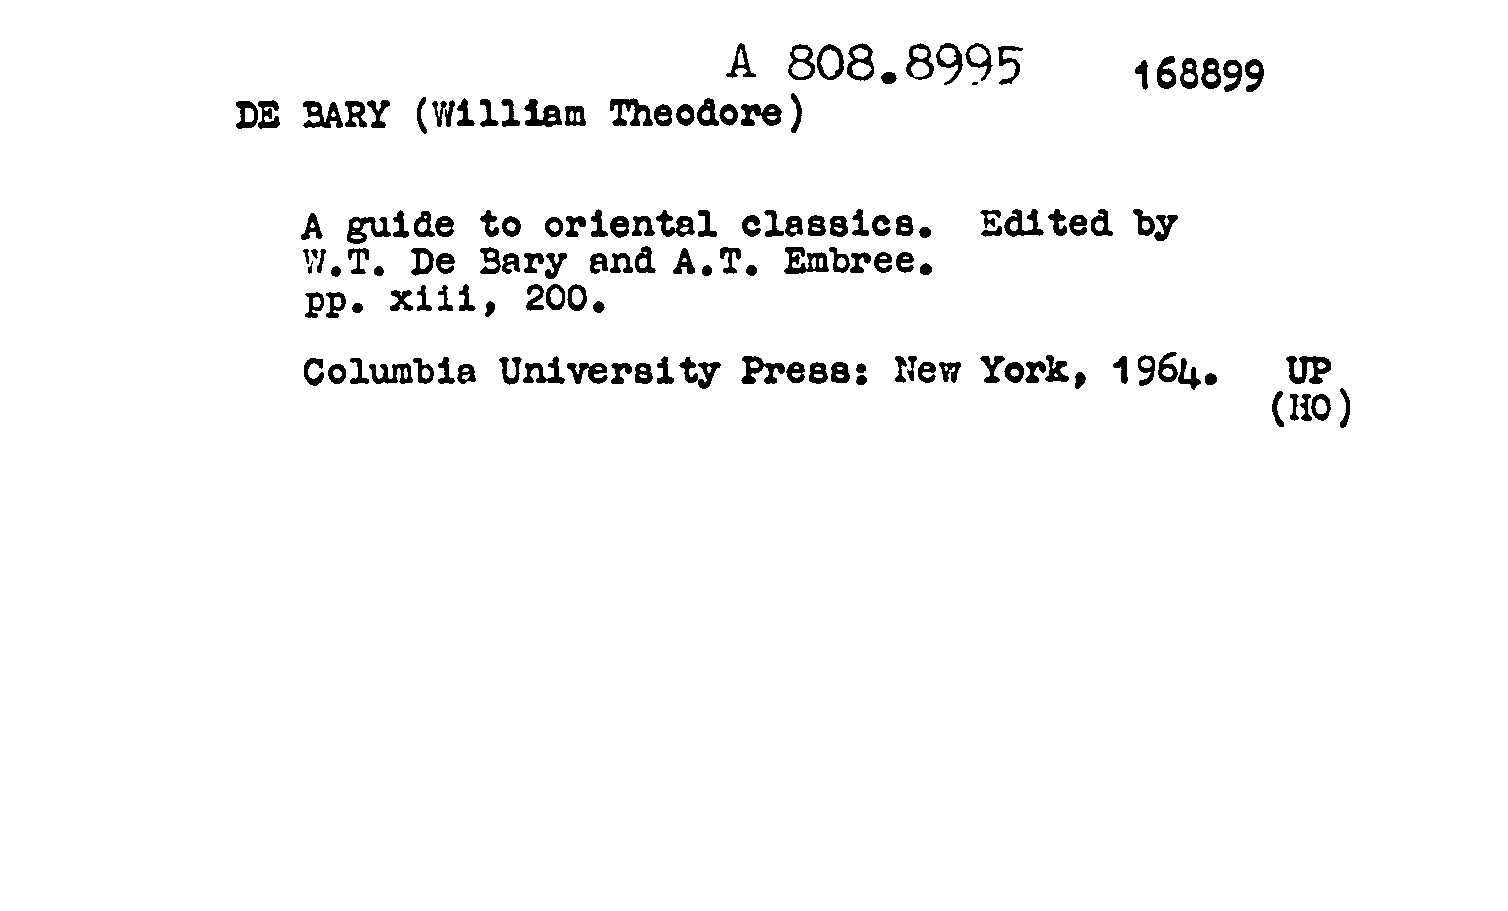 A 808.8995 168899
DE BARY (William Theodore)
A guide to oriental classics. Edited by
W.T. De Bary and A.T. Embree.
pp. xiii, 200.
Columbia University Press: New York, 1964. UP
(HO)